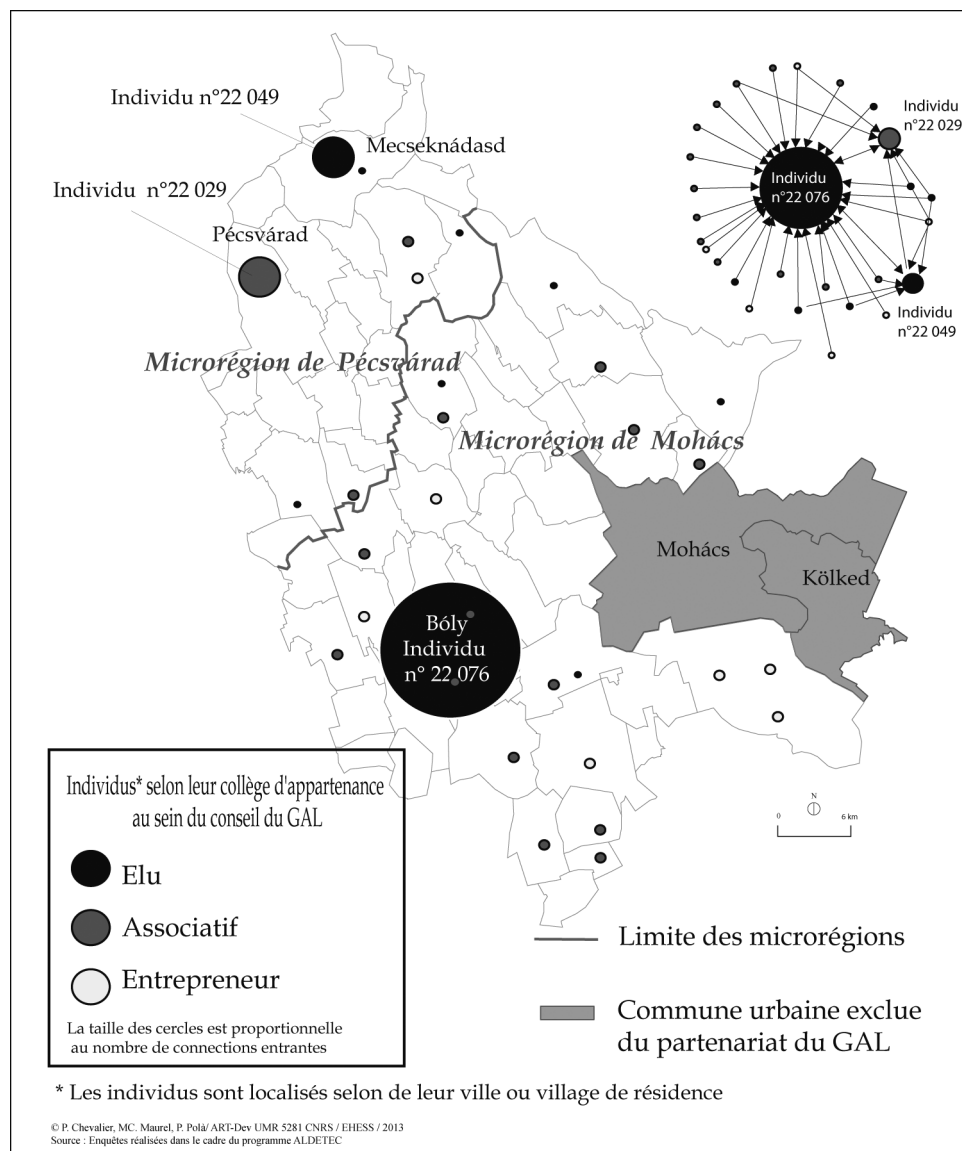 Individu n°22 049
Mecseknádasd
Individu n°22 029
Pécsvárad
Individu
n°22 029
Individu
n°22 076
Individu
n°22 049
Microrégion de Pécsvárad
Microrégion de Mohács
Mohács
Kölked
Bóly
Individu
n° 22 076
N
0 6 km
Individus* selon leur collège d'appartenance
au sein du conseil du GAL
Elu
Associatif
Entrepreneur
La taille des cercles est proportionnelle
au nombre de connections entrantes
Limite des microrégions
Commune urbaine exclue
du partenariat du GAL
* Les individus sont localisés selon de leur ville ou village de résidence
© P. Chevalier, MC. Maurel, P. Polà/ ART-Dev UMR 5281 CNRS / EHESS / 2013
Source : Enquêtes réalisées dans le cadre du programme ALDETEC